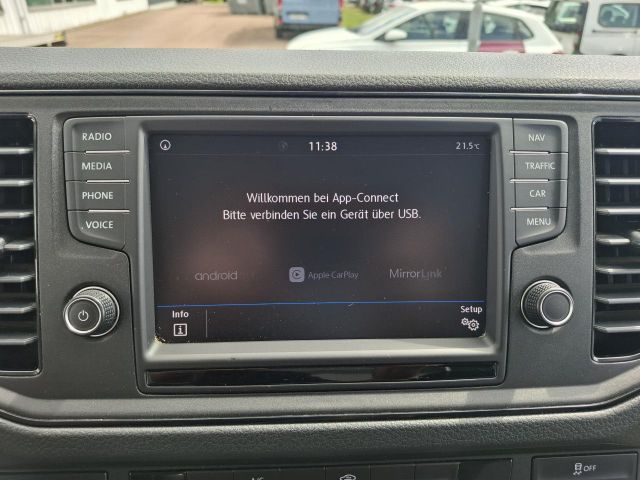 RADIO
MEDIA
PHONE
VOICE
11:38
21.5°C
Willkommen bei App-Connect
Bitte verbinden Sie ein Gerät über USB.
android
Apple CarPlay
MirrorLink
Info
Setup
NAV
TRAFFIC
CAR
MENU
A/C
OFF